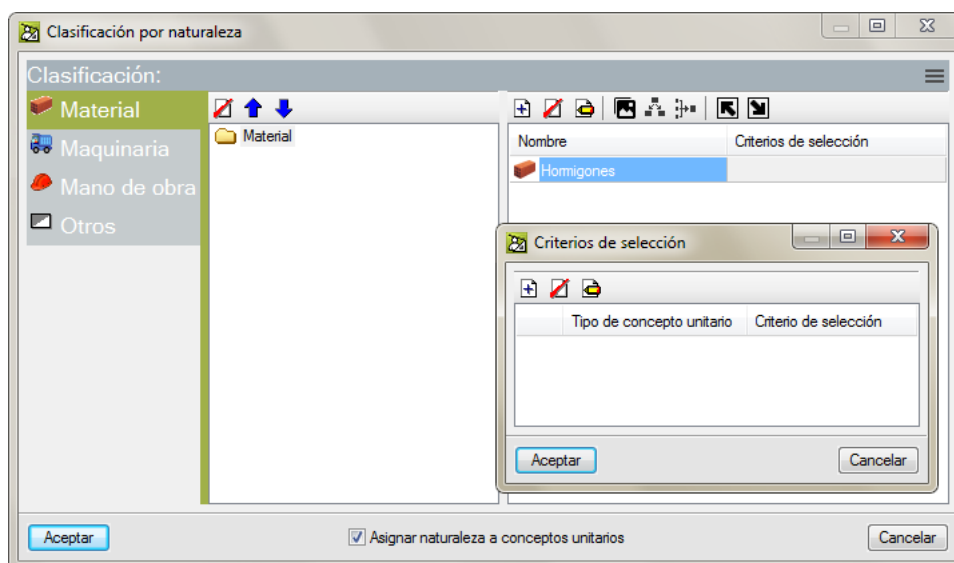 Clasificación por naturaleza
Clasificación:
Material
Maquinaria
Mano de obra
Otros
Material
Nombre Criterios de selección
Hormigones
Criterios de selección
Tipo de concepto unitario Criterio de selección
Aceptar Cancelar
Aceptar Asignar naturaleza a conceptos unitarios Cancelar